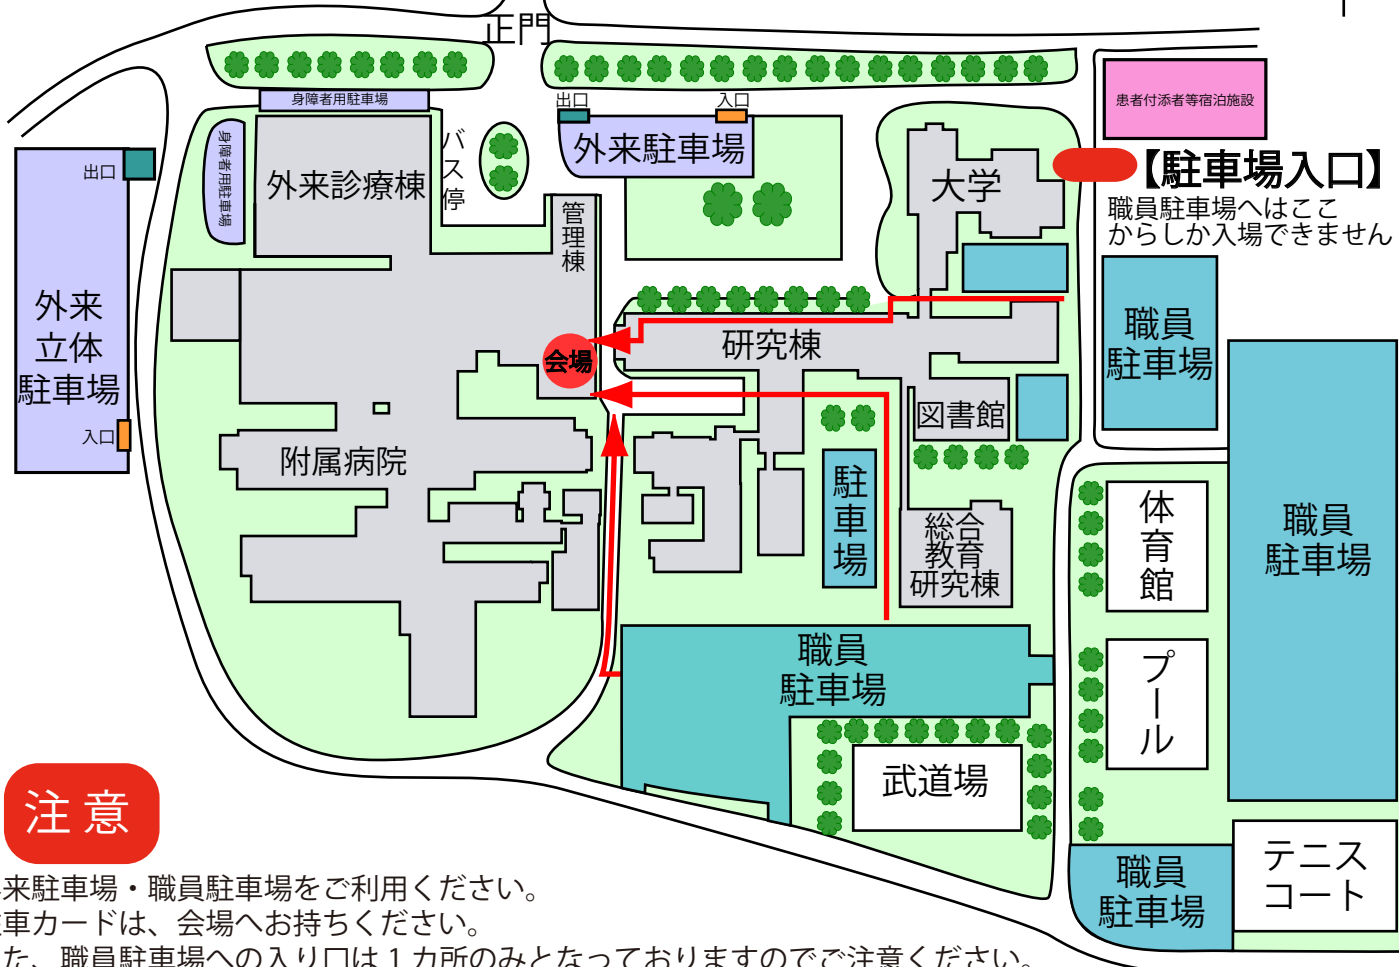 正門
身障者用駐車場
出口
入口
患者付添者等宿泊施設
外来駐車場
バス停
身障者用駐車場
出口
外来診療棟
大学
【駐車場入口】
職員駐車場へはここ
からしか入場できません
管理棟
外来
立体
駐車場
入口
職員
駐車場
研究棟
会場
図書館
附属病院
駐車場
体育館
職員
駐車場
総合
教育
研究棟
職員
駐車場
プール
武道場
注意
職員
駐車場
テニス
コート
来駐車場・職員駐車場をご利用ください。
車カードは、会場へお持ちください。
た、職員駐車場への入り口は１カ所のみとなっておりますのでご注意ください。